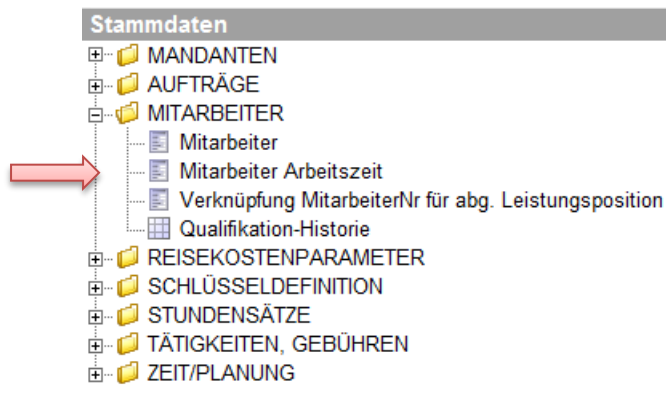 Stammdaten
MANDANTEN
AUFTRÄGE
MITARBEITER
Mitarbeiter
Mitarbeiter Arbeitszeit
Verknüpfung MitarbeiterNr für abg. Leistungsposition
Qualifikation-Historie
REISEKOSTENPARAMETER
SCHLÜSSELDEFINITION
STUNDENSÄTZE
TÄTIGKEITEN, GEBÜHREN
ZEIT/PLANUNG